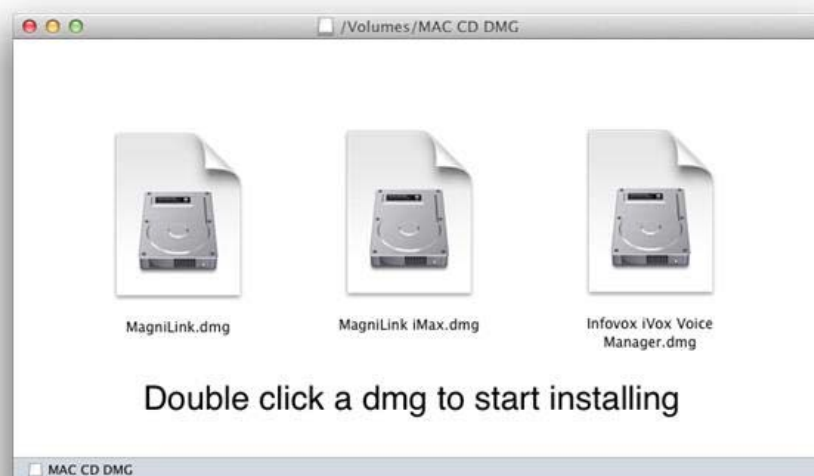 /Volumes/MAC CD DMG
MagniLink.dmg
MagniLink iMax.dmg
Infovox iVox Voice
Manager.dmg
Double click a dmg to start installing
MAC CD DMG